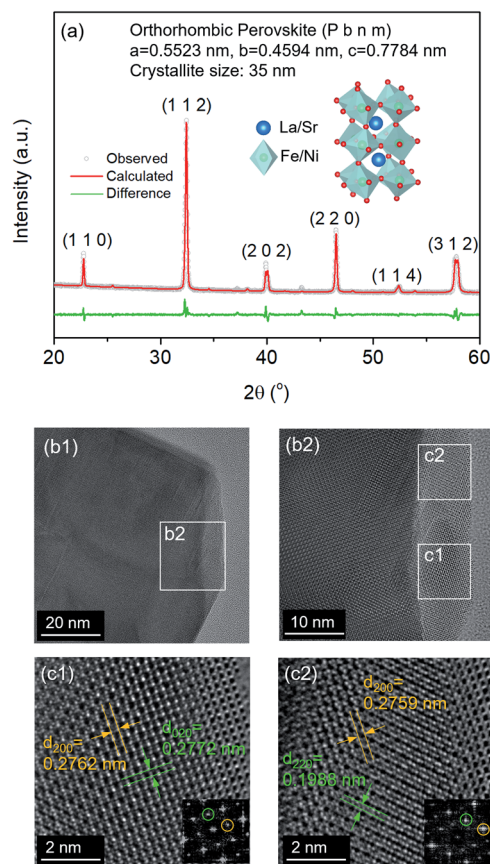 (a)
Orthorhombic Perovskite (P b n m)
a=0.5523 nm, b=0.4594 nm, c=0.7784 nm
Crystallite size: 35 nm
(1 1 2)
La/Sr
Fe/Ni
Observed
Calculated
Difference
(1 1 0)
(2 0 2)
(2 2 0)
(1 1 4)
(3 1 2)
Intensity (a.u.)
20 30 40 50 60
2θ (°)
(b1)
b2
20 nm
(b2)
c2
c1
10 nm
(c1)
d020=
0.2772 nm
d200=
0.2762 nm
2 nm
(c2)
d200=
0.2759 nm
d220=
0.1988 nm
2 nm